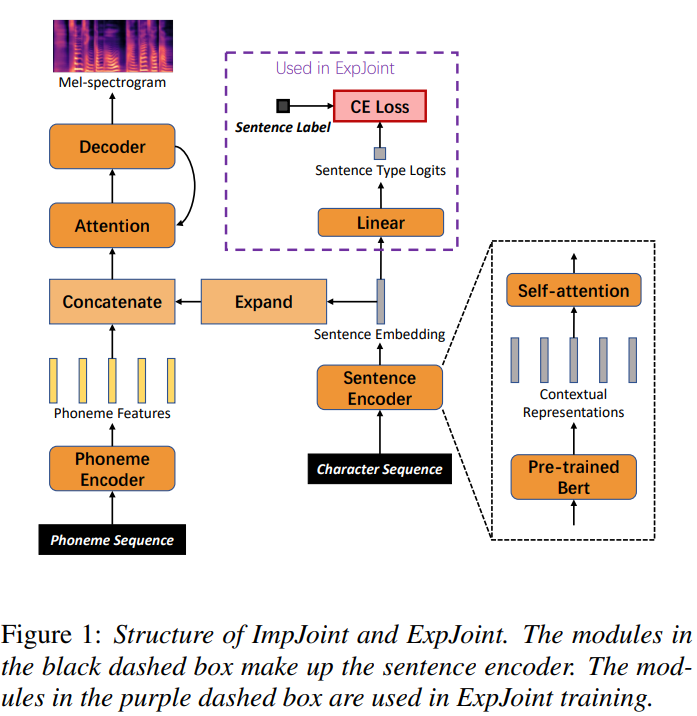 Used in ExpJoint
Mel-spectrogram
CE Loss
Sentence Label
Decoder
Sentence Type Logits
Attention
Linear
Concatenate
Expand
Self-attention
Sentence Embedding
Sentence
Encoder
Contextual
Representations
Phoneme Features
Phoneme
Encoder
Character Sequence
Pre-trained
Bert
Phoneme Sequence
Figure 1: Structure of ImpJoint and ExpJoint. The modules in
the black dashed box make up the sentence encoder. The mod-
ules in the purple dashed box are used in ExpJoint training.